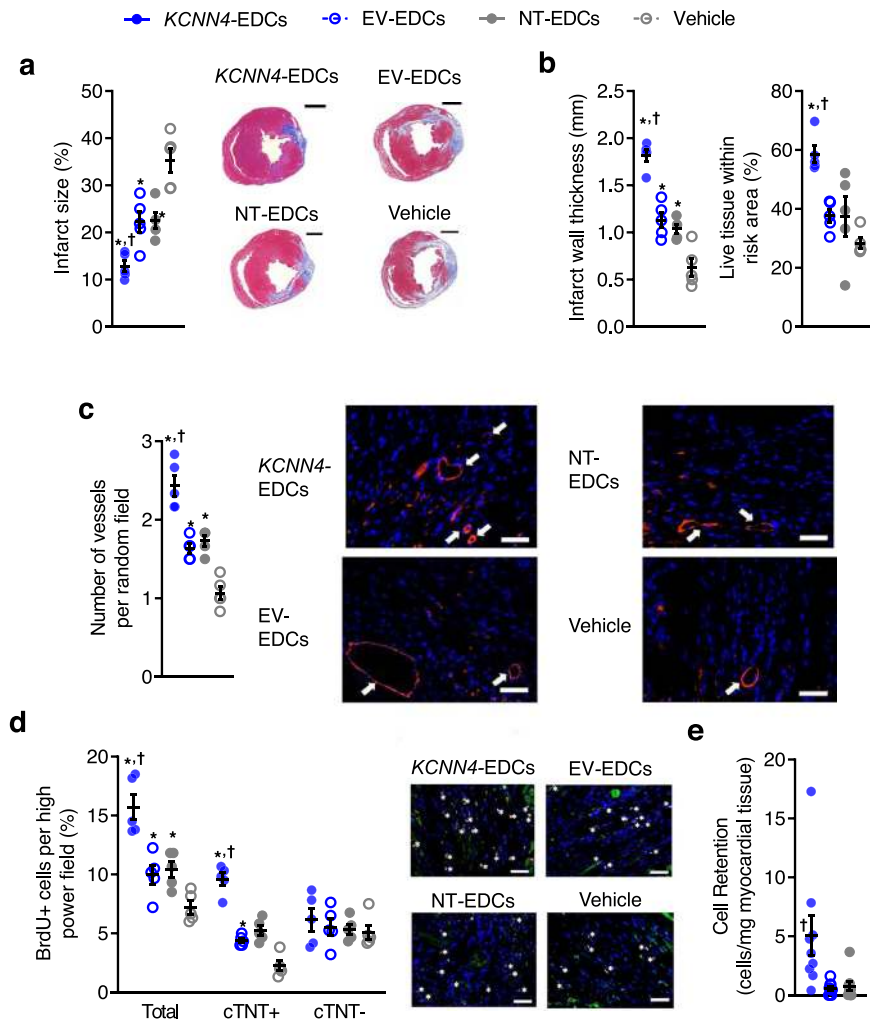 KCNN4-EDCs EV-EDCs NT-EDCs Vehicle
a
Infarct size (%)
50
40
30
20
10
0
*,†
*
*
KCNN4-EDCs EV-EDCs
NT-EDCs Vehicle
b
Infarct wall thickness (mm)
2.5
2.0
1.5
1.0
0.5
0.0
*,†
*
*
Live tissue within
risk area (%)
80
60
40
20
0
*,†
c
Number of vessels
per random field
3
2
1
0
*,†
*
*
KCNN4-
EDCs
NT-
EDCs
EV-
EDCs
Vehicle
d
BrdU+ cells per high
power field (%)
20
15
10
5
0
*,†
*
*
*,†
*
Total cTNT+ cTNT-
KCNN4-EDCs EV-EDCs
NT-EDCs Vehicle
e
Cell Retention
(cells/mg myocardial tissue)
20
15
10
5
0
†